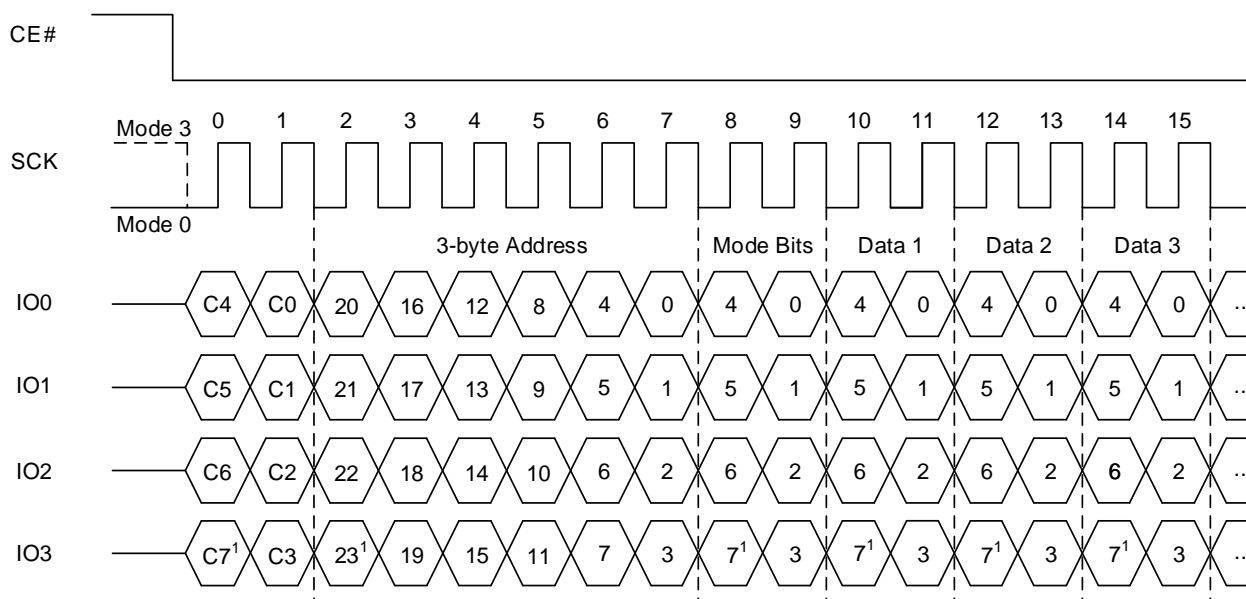 CE#
Mode 3 0 1 2 3 4 5 6 7 8 9 10 11 12 13 14 15
SCK
Mode 0
3-byte Address Mode Bits Data 1 Data 2 Data 3
IO0 C4 C0 20 16 12 8 4 0 4 0 4 0 4 0 4 0 ..
IO1 C5 C1 21 17 13 9 5 1 5 1 5 1 5 1 5 1 ..
IO2 C6 C2 22 18 14 10 6 2 6 2 6 2 6 2 6 2 ..
IO3 C7¹ C3 23¹ 19 15 11 7 3 7¹ 3 7¹ 3 7¹ 3 7¹ 3 ..